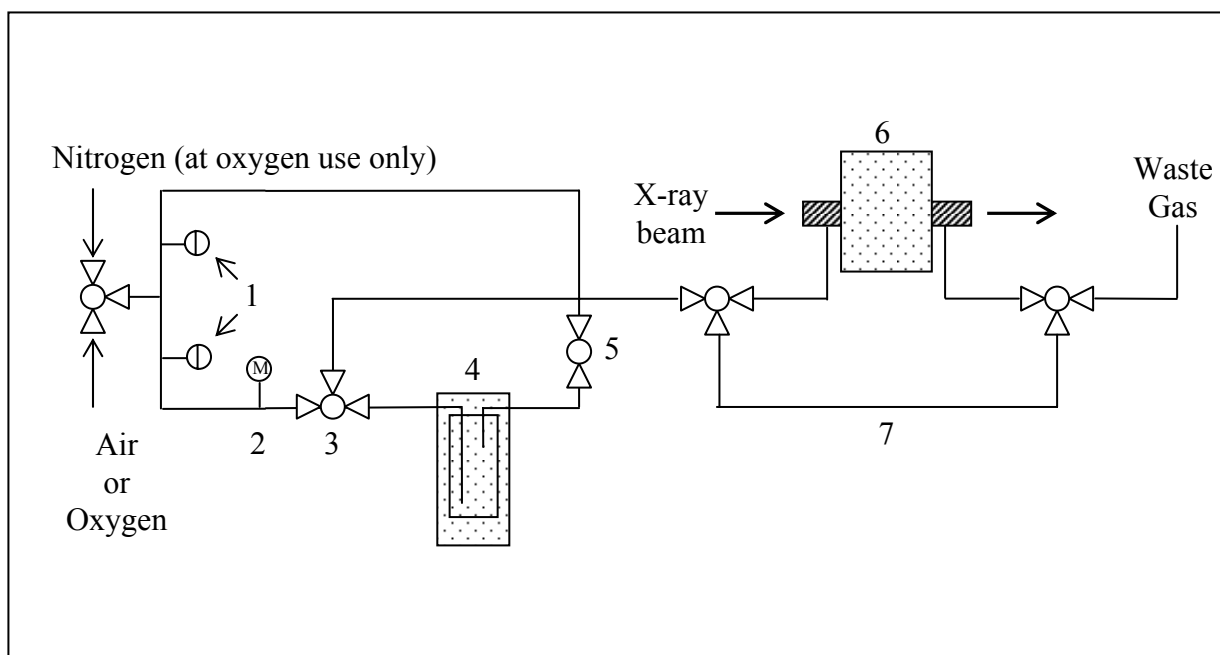 Nitrogen (at oxygen use only)
6
X-ray
beam
Waste
Gas
1
5
4
M
2
3
7
Air
or
Oxygen